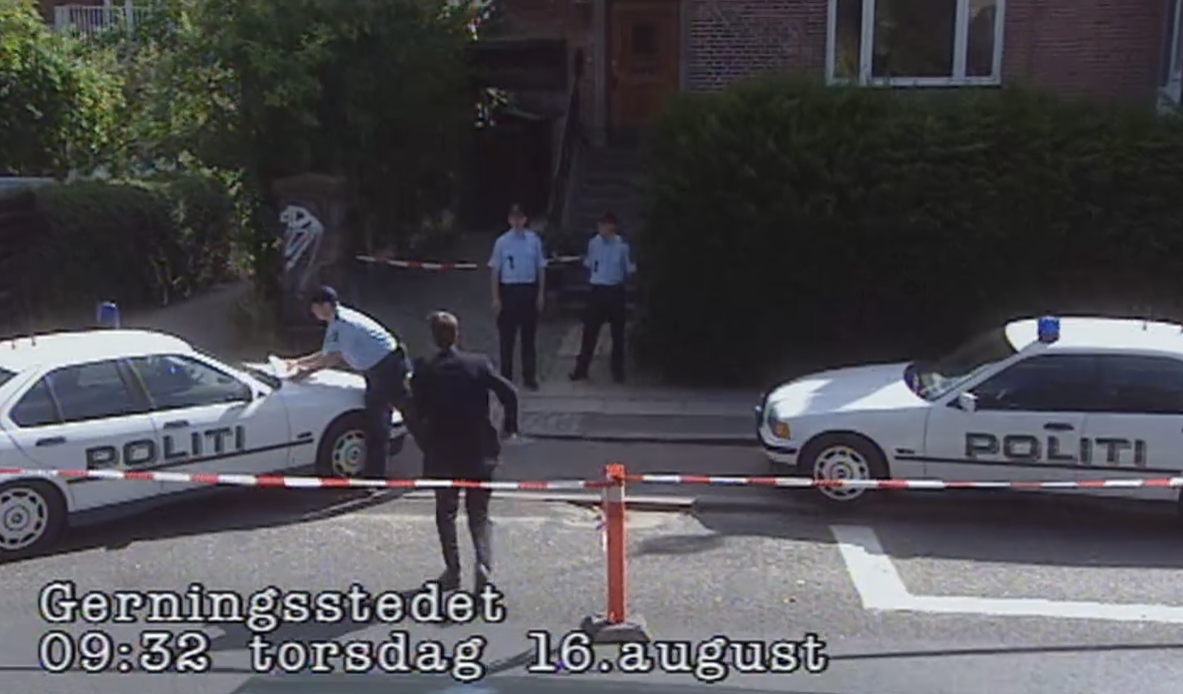 POLITI
POLITI
Gerningsstedet
09:32 torsdag 16.august